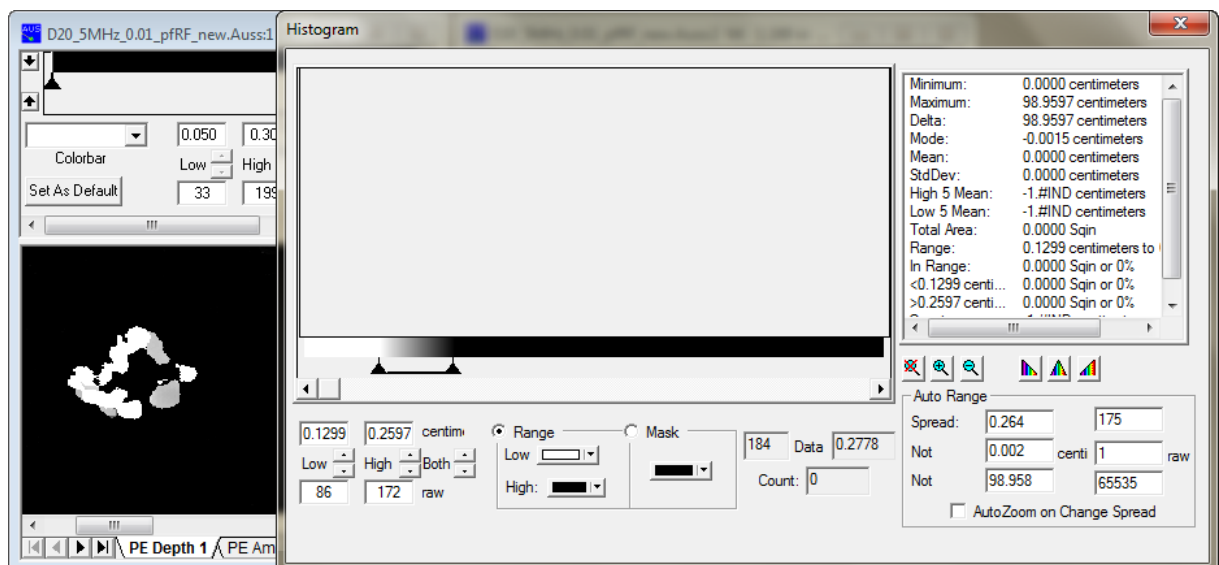 D20_5MHz_0.01_pfRF_new.Auss:1
Histogram
Colorbar
0.050 0.30
Low High
Set As Default
33 199
PE Depth 1 PE Am
Minimum: 0.0000 centimeters
Maximum: 98.9597 centimeters
Delta: 98.9597 centimeters
Mode: -0.0015 centimeters
Mean: 0.0000 centimeters
StdDev: 0.0000 centimeters
High 5 Mean: -1.#IND centimeters
Low 5 Mean: -1.#IND centimeters
Total Area: 0.0000 Sqin
Range: 0.1299 centimeters to
In Range: 0.0000 Sqin or 0%
<0.1299 centi... 0.0000 Sqin or 0%
>0.2597 centi... 0.0000 Sqin or 0%
0.1299 0.2597 centim
Low High Both
86 172 raw
Range Mask
Low
High:
184 Data 0.2778
Count: 0
Auto Range
Spread: 0.264 175
Not 0.002 centi 1 raw
Not 98.958 65535
AutoZoom on Change Spread